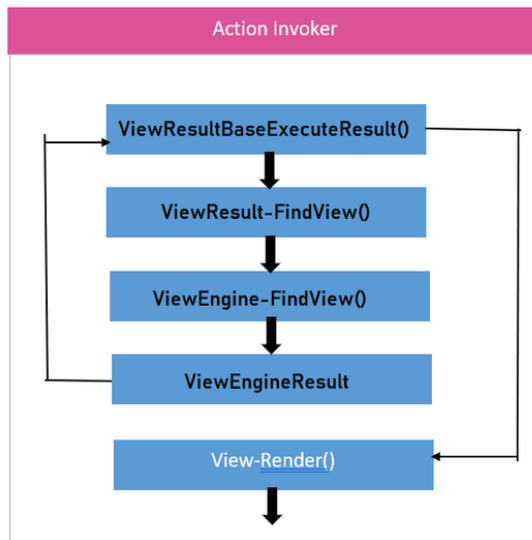 Action Invoker
ViewResultBaseExecuteResult()
ViewResult-FindView()
ViewEngine-FindView()
ViewEngineResult
View-Render()